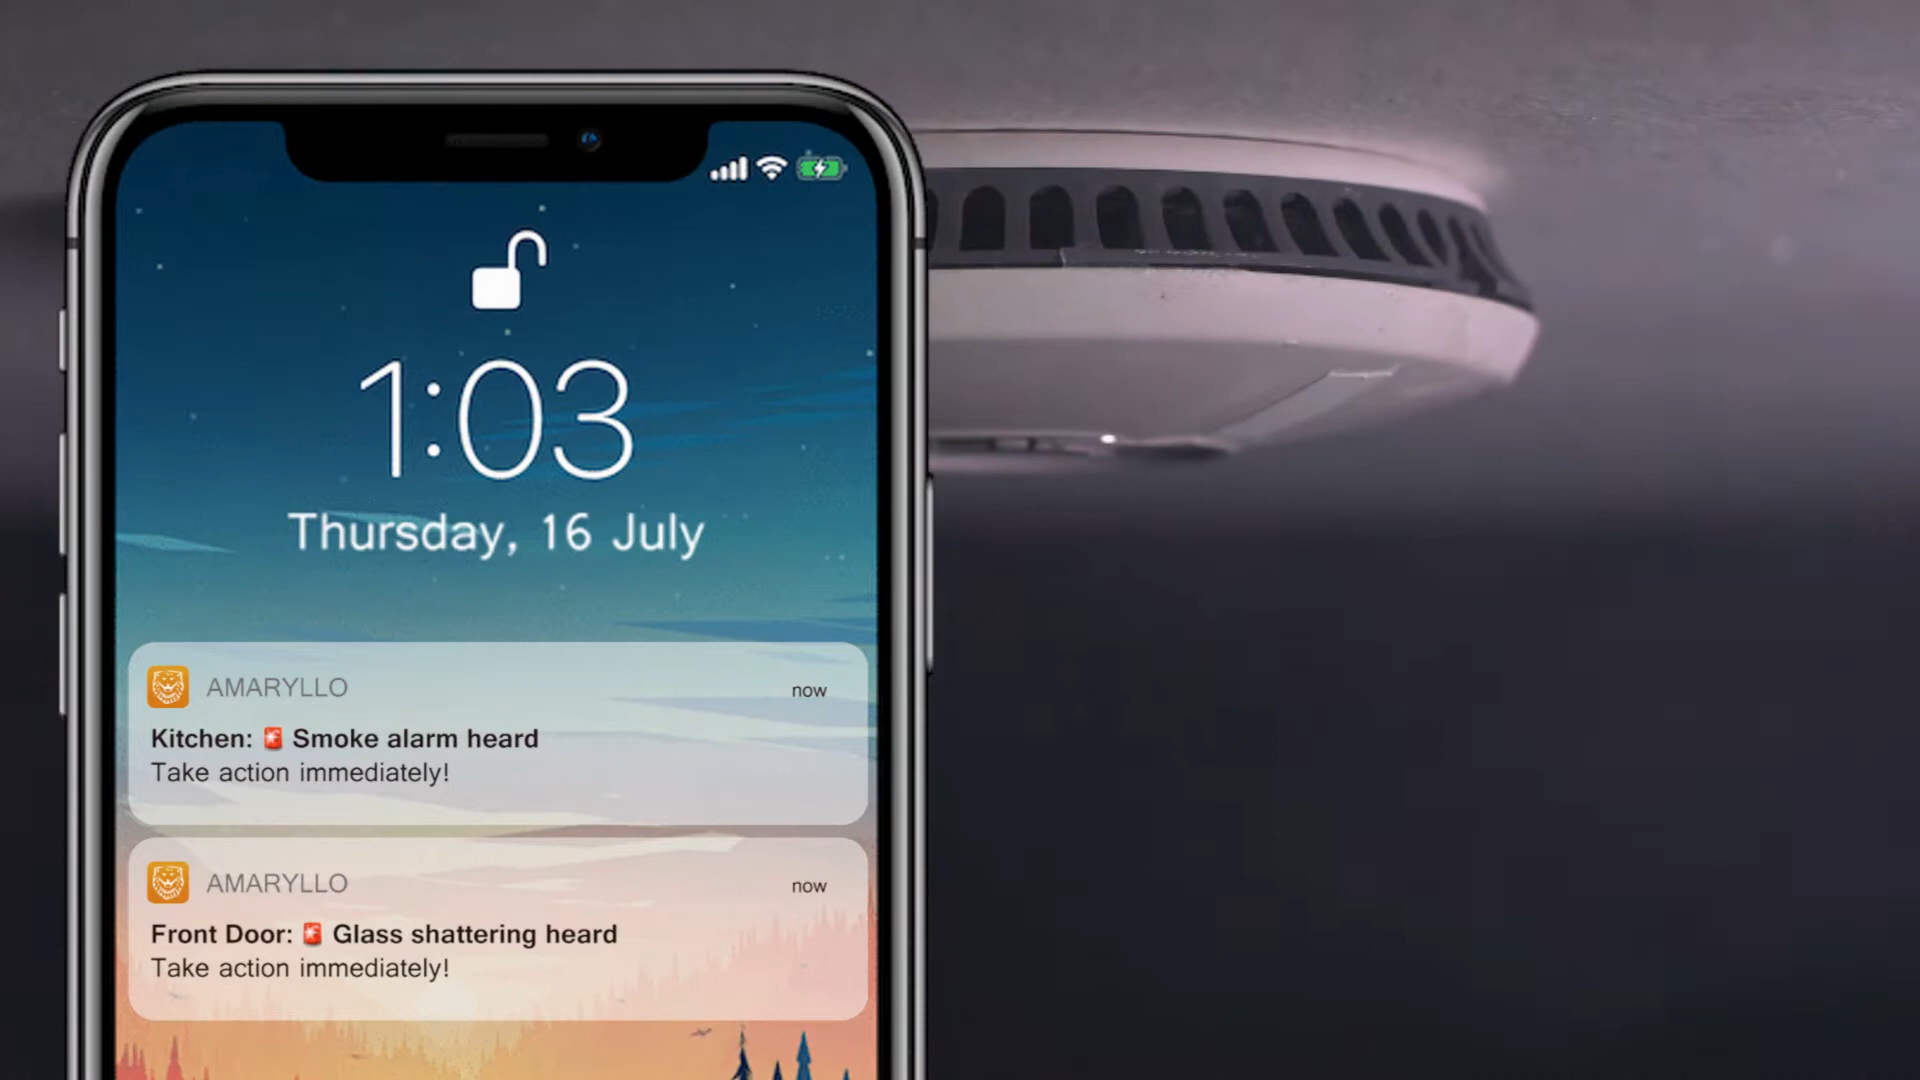 1:03
Thursday, 16 July
AMARYLLO
now
Kitchen: 🚨 Smoke alarm heard
Take action immediately!
AMARYLLO
now
Front Door: 🚨 Glass shattering heard
Take action immediately!